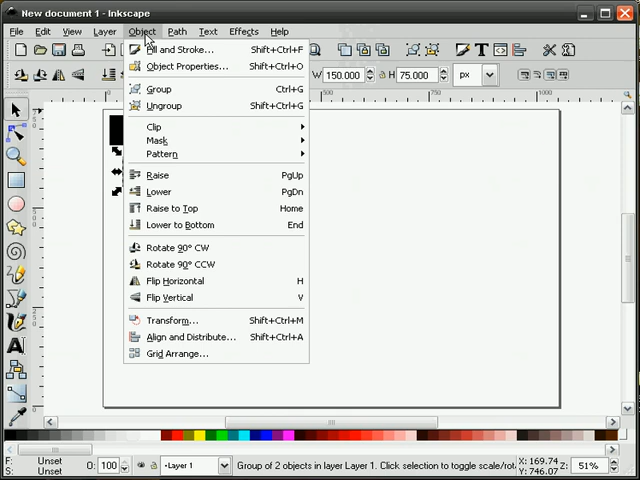 New document 1 - Inkscape
File Edit View Layer Object Path Text Effects Help
W 150.000 H 75.000 px
Fill and Stroke... Shift+Ctrl+F
Object Properties... Shift+Ctrl+O
Group Ctrl+G
Ungroup Shift+Ctrl+G
Clip
Mask
Pattern
Raise PgUp
Lower PgDn
Raise to Top Home
Lower to Bottom End
Rotate 90° CW
Rotate 90° CCW
Flip Horizontal H
Flip Vertical V
Transform... Shift+Ctrl+M
Align and Distribute... Shift+Ctrl+A
Grid Arrange...
F: Unset
S: Unset
O: 100
Layer 1
Group of 2 objects in layer Layer 1. Click selection to toggle scale/rot
X: 169.74
Y: 746.07
Z: 51%